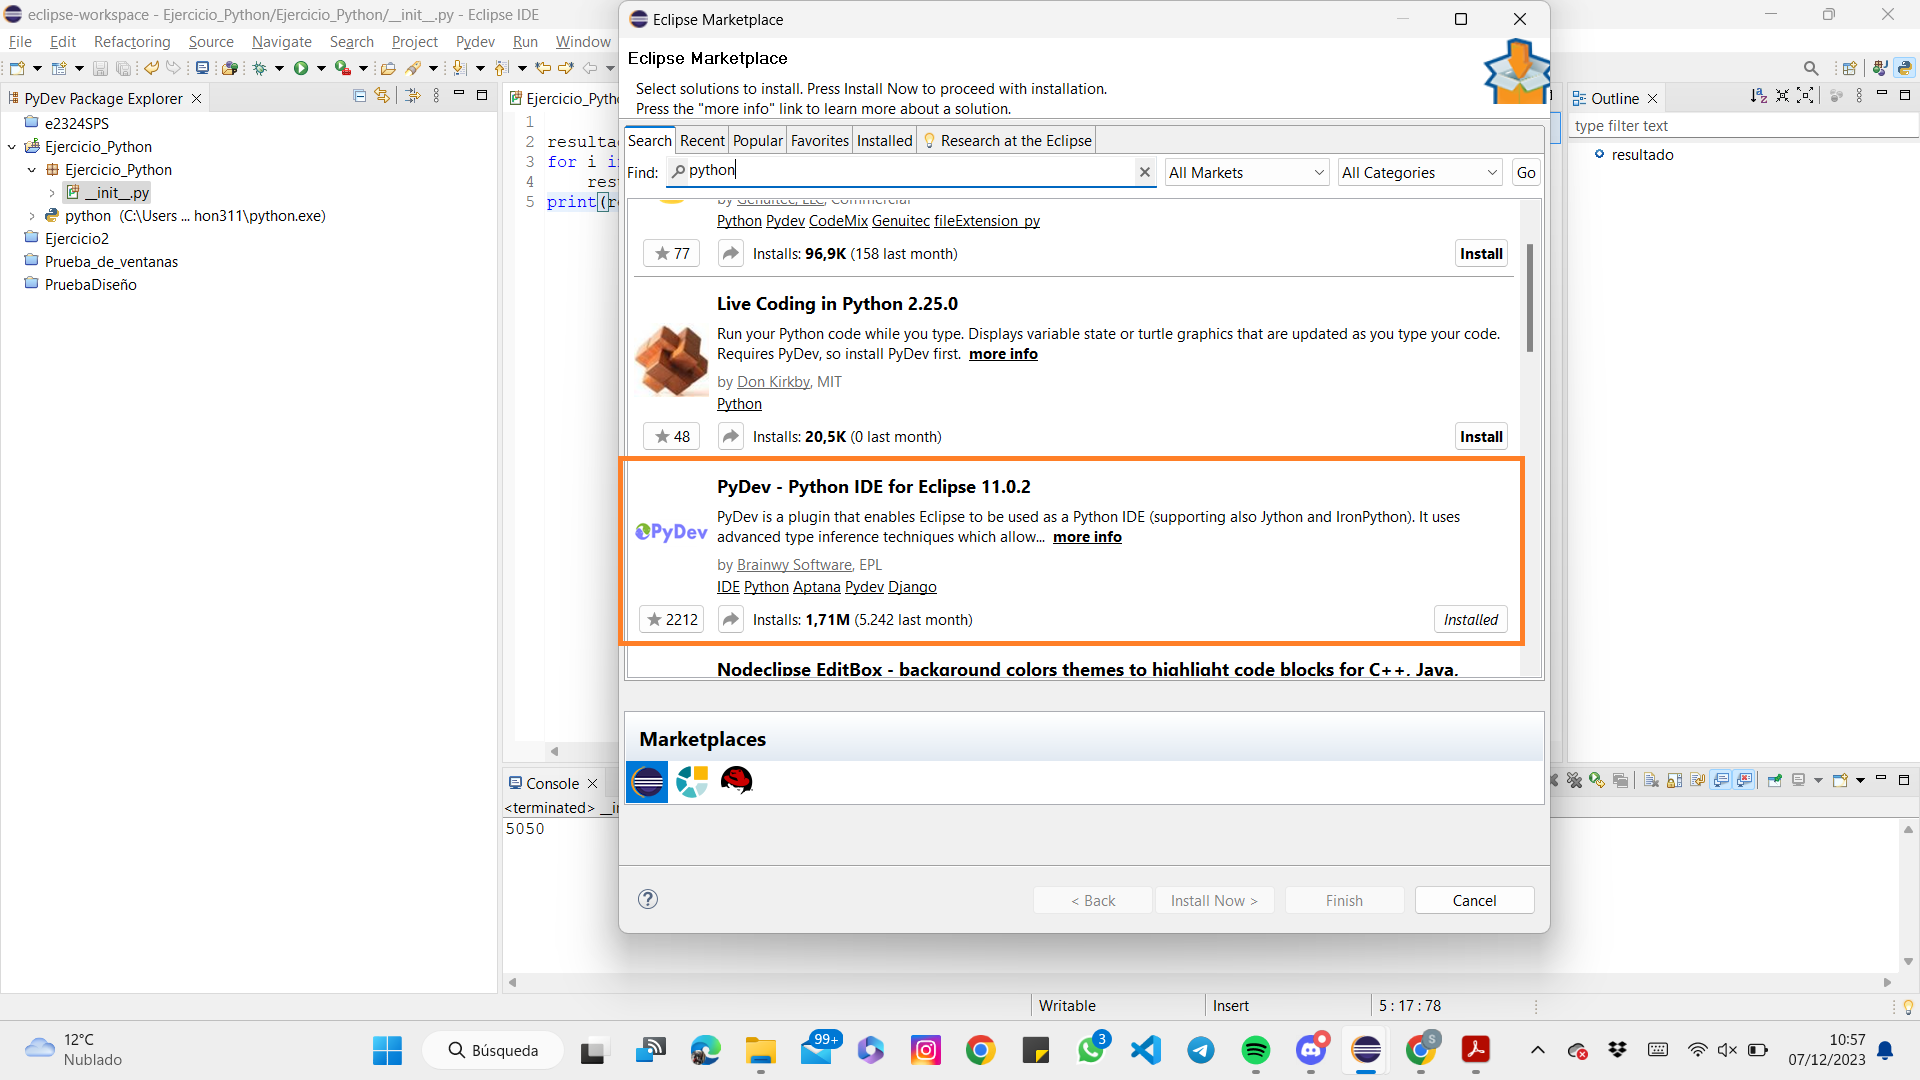 eclipse-workspace - Ejercicio_Python/Ejercicio_Python/__init__.py - Eclipse IDE
File Edit Refactoring Source Navigate Search Project Pydev Run Window
PyDev Package Explorer
e2324SPS
Ejercicio_Python
Ejercicio_Python
__init__.py
python (C:\Users ... hon311\python.exe)
Ejercicio2
Prueba_de_ventanas
PruebaDiseño
1
2
3 for i
4
5 print(
Eclipse Marketplace
Eclipse Marketplace
Select solutions to install. Press Install Now to proceed with installation.
Press the "more info" link to learn more about a solution.
Search Recent Popular Favorites Installed Research at the Eclipse
Find: python All Markets All Categories Go
by Genuitec, LLC, Commercial
Python Pydev CodeMix Genuitec fileExtension_py
77 Installs: 96,9K (158 last month) Install
Live Coding in Python 2.25.0
Run your Python code while you type. Displays variable state or turtle graphics that are updated as you type your code.
Requires PyDev, so install PyDev first. more info
by Don Kirkby, MIT
Python
48 Installs: 20,5K (0 last month) Install
PyDev - Python IDE for Eclipse 11.0.2
PyDev
PyDev is a plugin that enables Eclipse to be used as a Python IDE (supporting also Jython and IronPython). It uses
advanced type inference techniques which allow... more info
by Brainwy Software, EPL
IDE Python Aptana Pydev Django
2212 Installs: 1,71M (5.242 last month) Installed
Nodeclipse EditBox - background colors themes to highlight code blocks for C++, Java,
Marketplaces
< Back Install Now > Finish Cancel
Outline
type filter text
resultado
Console
<terminated>
5050
Writable Insert 5 : 17 : 78
12°C
Nublado
Búsqueda
99+
3
S
10:57
07/12/2023